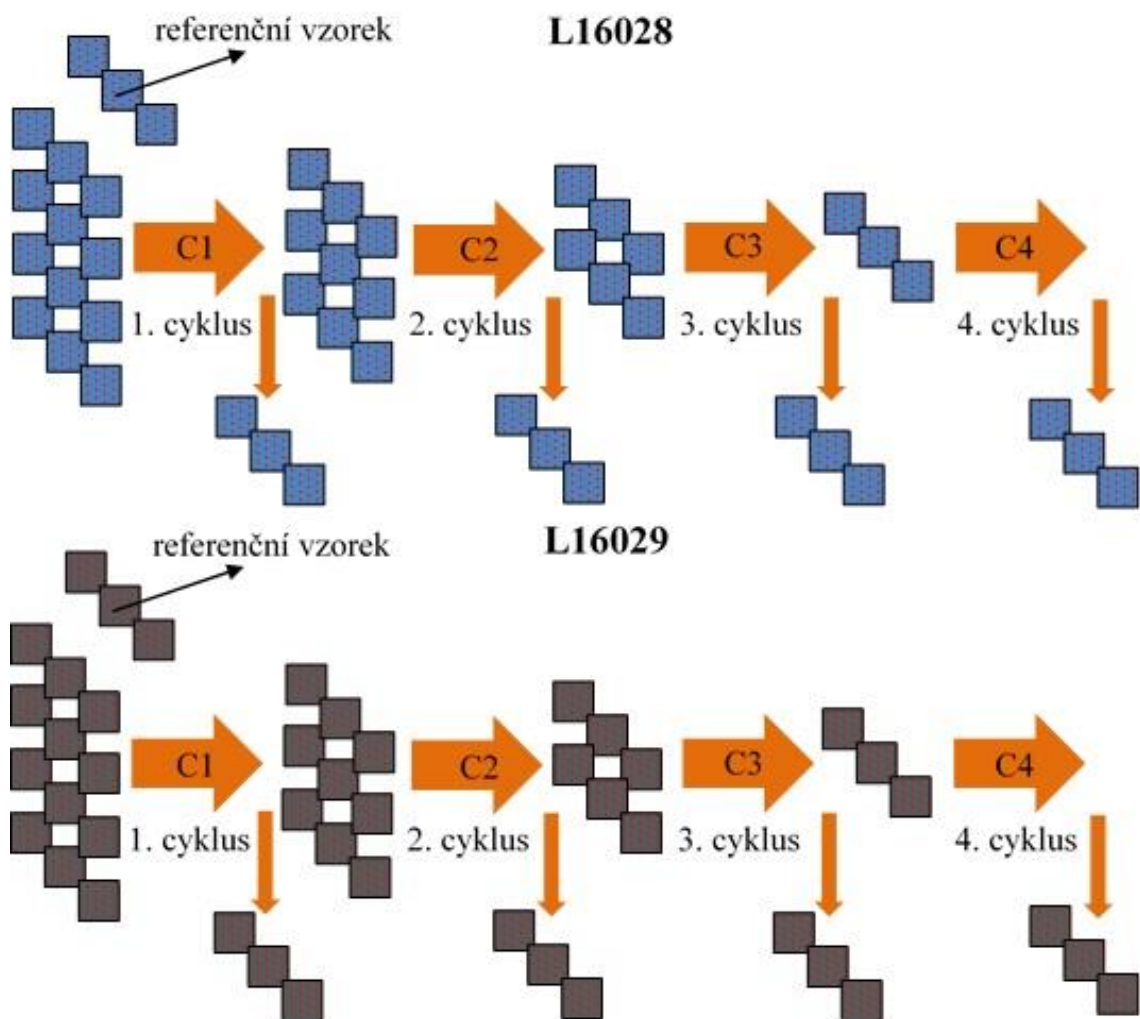 referenční vzorek
L16028
C1
C2
C3
C4
1. cyklus
2. cyklus
3. cyklus
4. cyklus
referenční vzorek
L16029
C1
C2
C3
C4
1. cyklus
2. cyklus
3. cyklus
4. cyklus